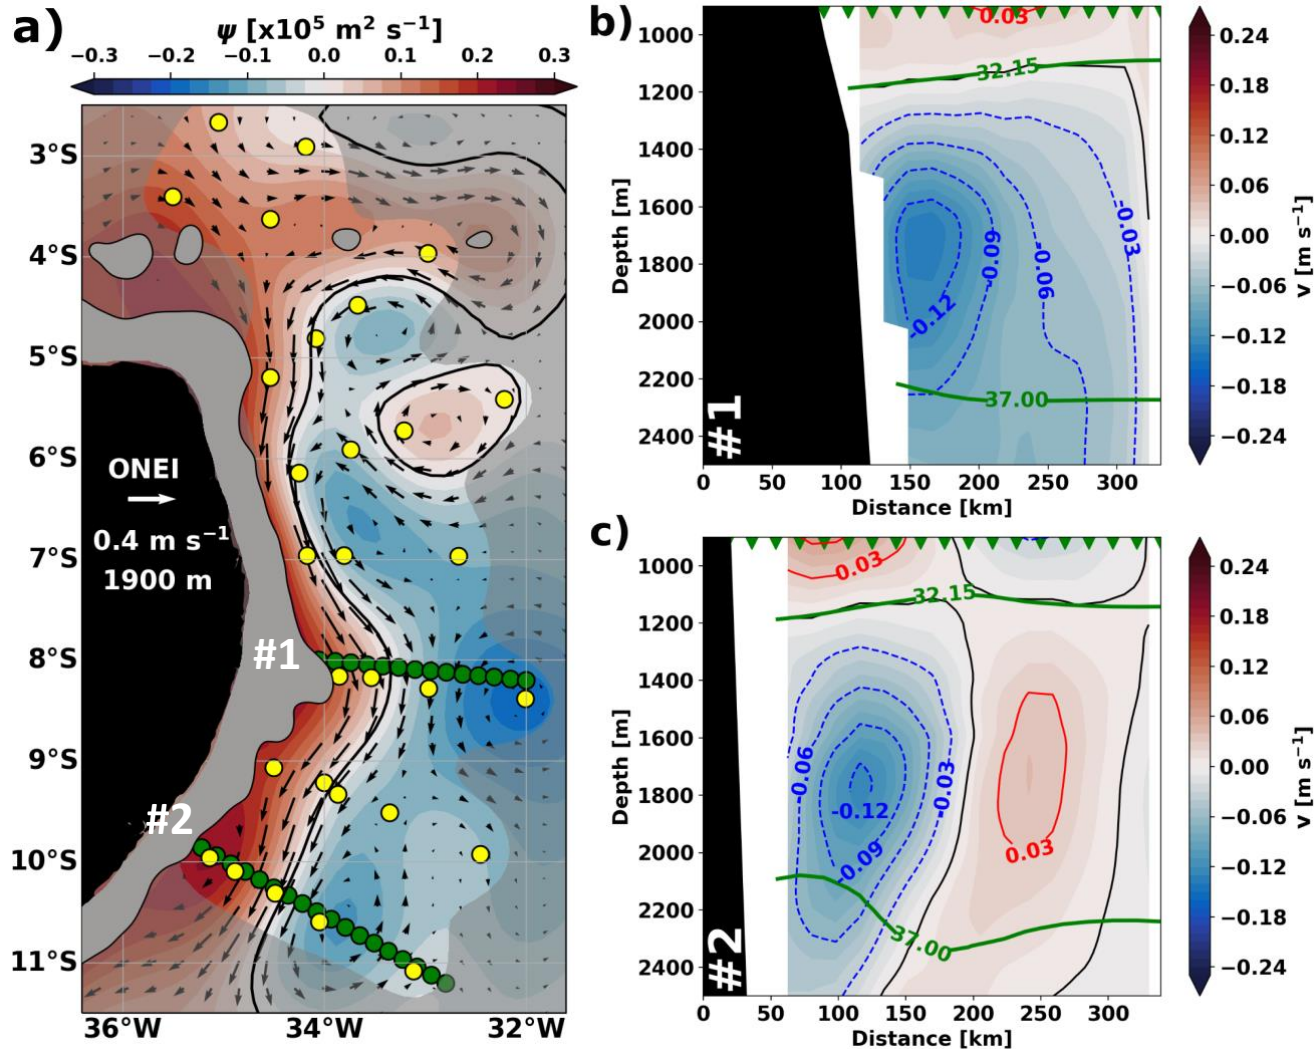 a)
ψ [x10⁵ m² s⁻¹]
−0.3 −0.2 −0.1 0.0 0.1 0.2 0.3
3°S
4°S
5°S
6°S
7°S
8°S
9°S
10°S
11°S
36°W 34°W 32°W
ONEI
0.4 m s⁻¹
1900 m
#1
#2
b)
Depth [m]
1000
1200
1400
1600
1800
2000
2200
2400
0 50 100 150 200 250 300
Distance [km]
#1
0.03
32.15
-0.03
-0.06
-0.09
-0.12
37.00
0.24
0.18
0.12
0.06
0.00
−0.06
−0.12
−0.18
−0.24
v [m s⁻¹]
c)
Depth [m]
1000
1200
1400
1600
1800
2000
2200
2400
0 50 100 150 200 250 300
Distance [km]
#2
0.03
32.15
-0.06
-0.03
-0.12
-0.09
0.03
37.00
0.24
0.18
0.12
0.06
0.00
−0.06
−0.12
−0.18
−0.24
v [m s⁻¹]